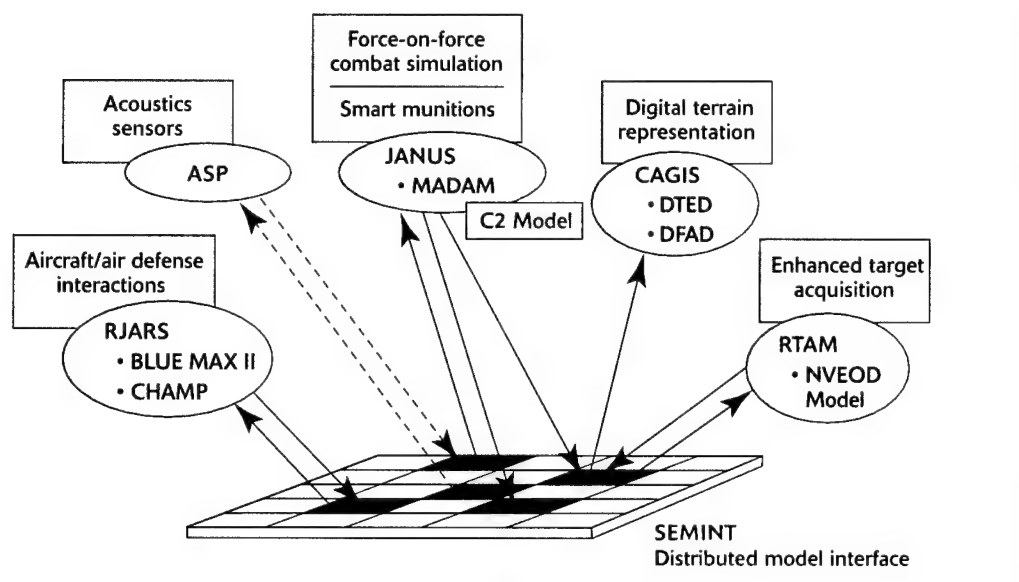 Force-on-force
combat simulation
Smart munitions
JANUS
• MADAM
C2 Model
Acoustics
sensors
ASP
Digital terrain
representation
CAGIS
• DTED
• DFAD
Aircraft/air defense
interactions
RJARS
• BLUE MAX II
• CHAMP
Enhanced target
acquisition
RTAM
• NVEOD
Model
SEMINT
Distributed model interface